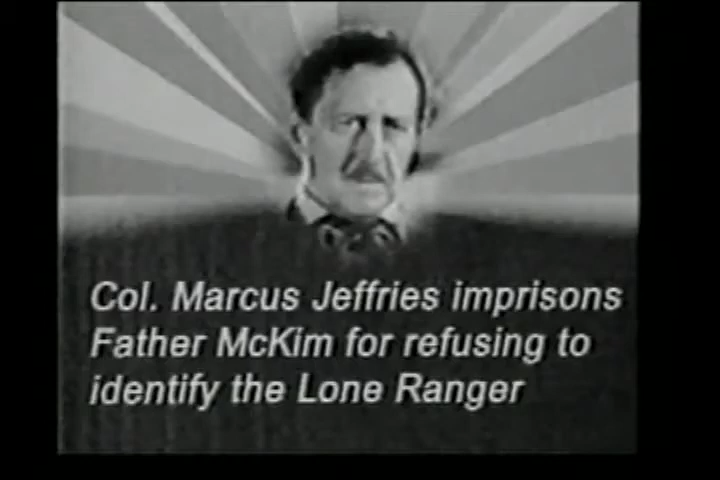 Col. Marcus Jeffries imprisons
Father McKim for refusing to
identify the Lone Ranger